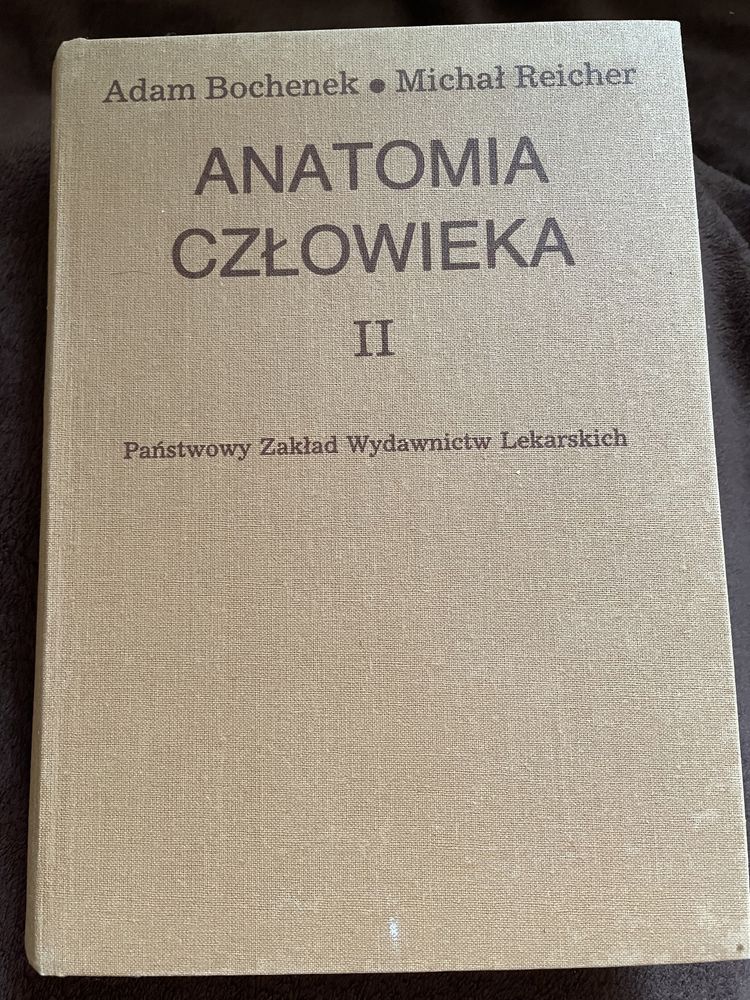 Adam Bochenek ● Michał Reicher
ANATOMIA
CZŁOWIEKA
II
Państwowy Zakład Wydawnictw Lekarskich